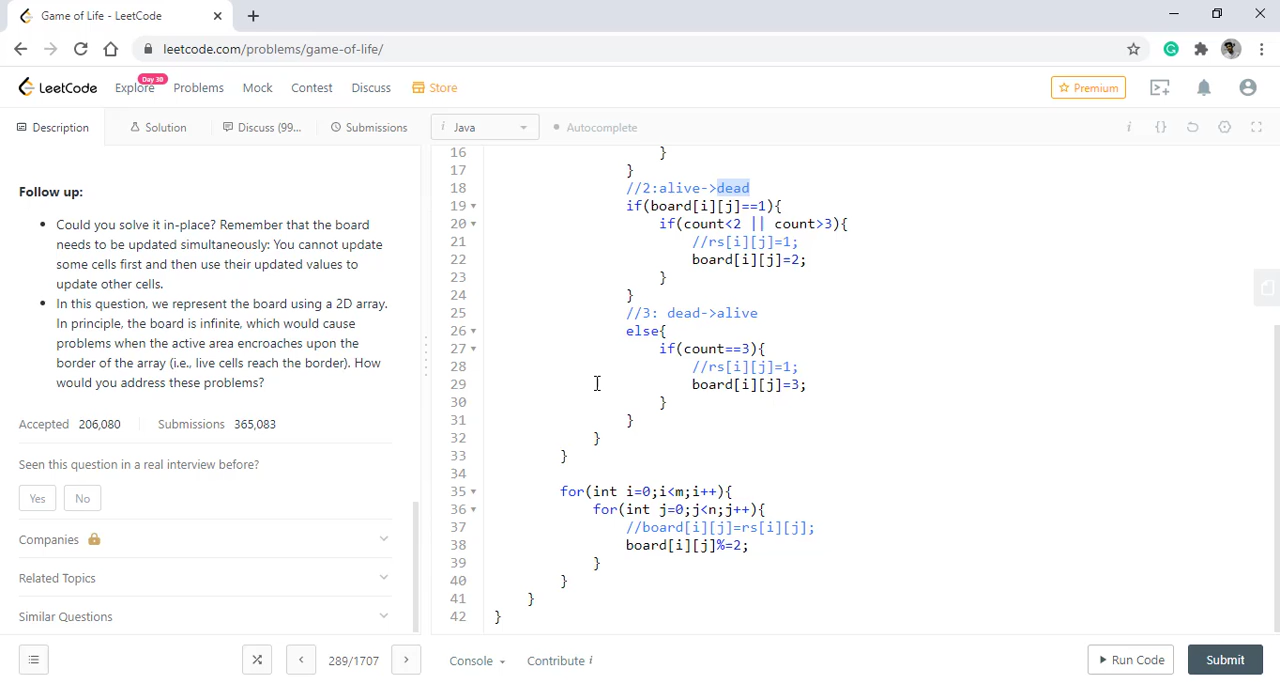 Game of Life - LeetCode
leetcode.com/problems/game-of-life/
LeetCode
Explore
Day 30
Problems
Mock
Contest
Discuss
Store
Premium
Description
Solution
Discuss (99...
Submissions
i Java
Autocomplete
i
{}
Follow up:
• Could you solve it in-place? Remember that the board
needs to be updated simultaneously: You cannot update
some cells first and then use their updated values to
update other cells.
• In this question, we represent the board using a 2D array.
In principle, the board is infinite, which would cause
problems when the active area encroaches upon the
border of the array (i.e., live cells reach the border). How
would you address these problems?
Accepted 206,080 Submissions 365,083
Seen this question in a real interview before?
Yes No
Companies
Related Topics
Similar Questions
16 }
17 }
18 //2:alive->dead
19 if(board[i][j]==1){
20 if(count<2 || count>3){
21 //rs[i][j]=1;
22 board[i][j]=2;
23 }
24 }
25 //3: dead->alive
26 else{
27 if(count==3){
28 //rs[i][j]=1;
29 board[i][j]=3;
30 }
31 }
32 }
33 }
34
35 for(int i=0;i<m;i++){
36 for(int j=0;j<n;j++){
37 //board[i][j]=rs[i][j];
38 board[i][j]%=2;
39 }
40 }
41 }
42 }
289/1707
Console
Contribute i
Run Code
Submit